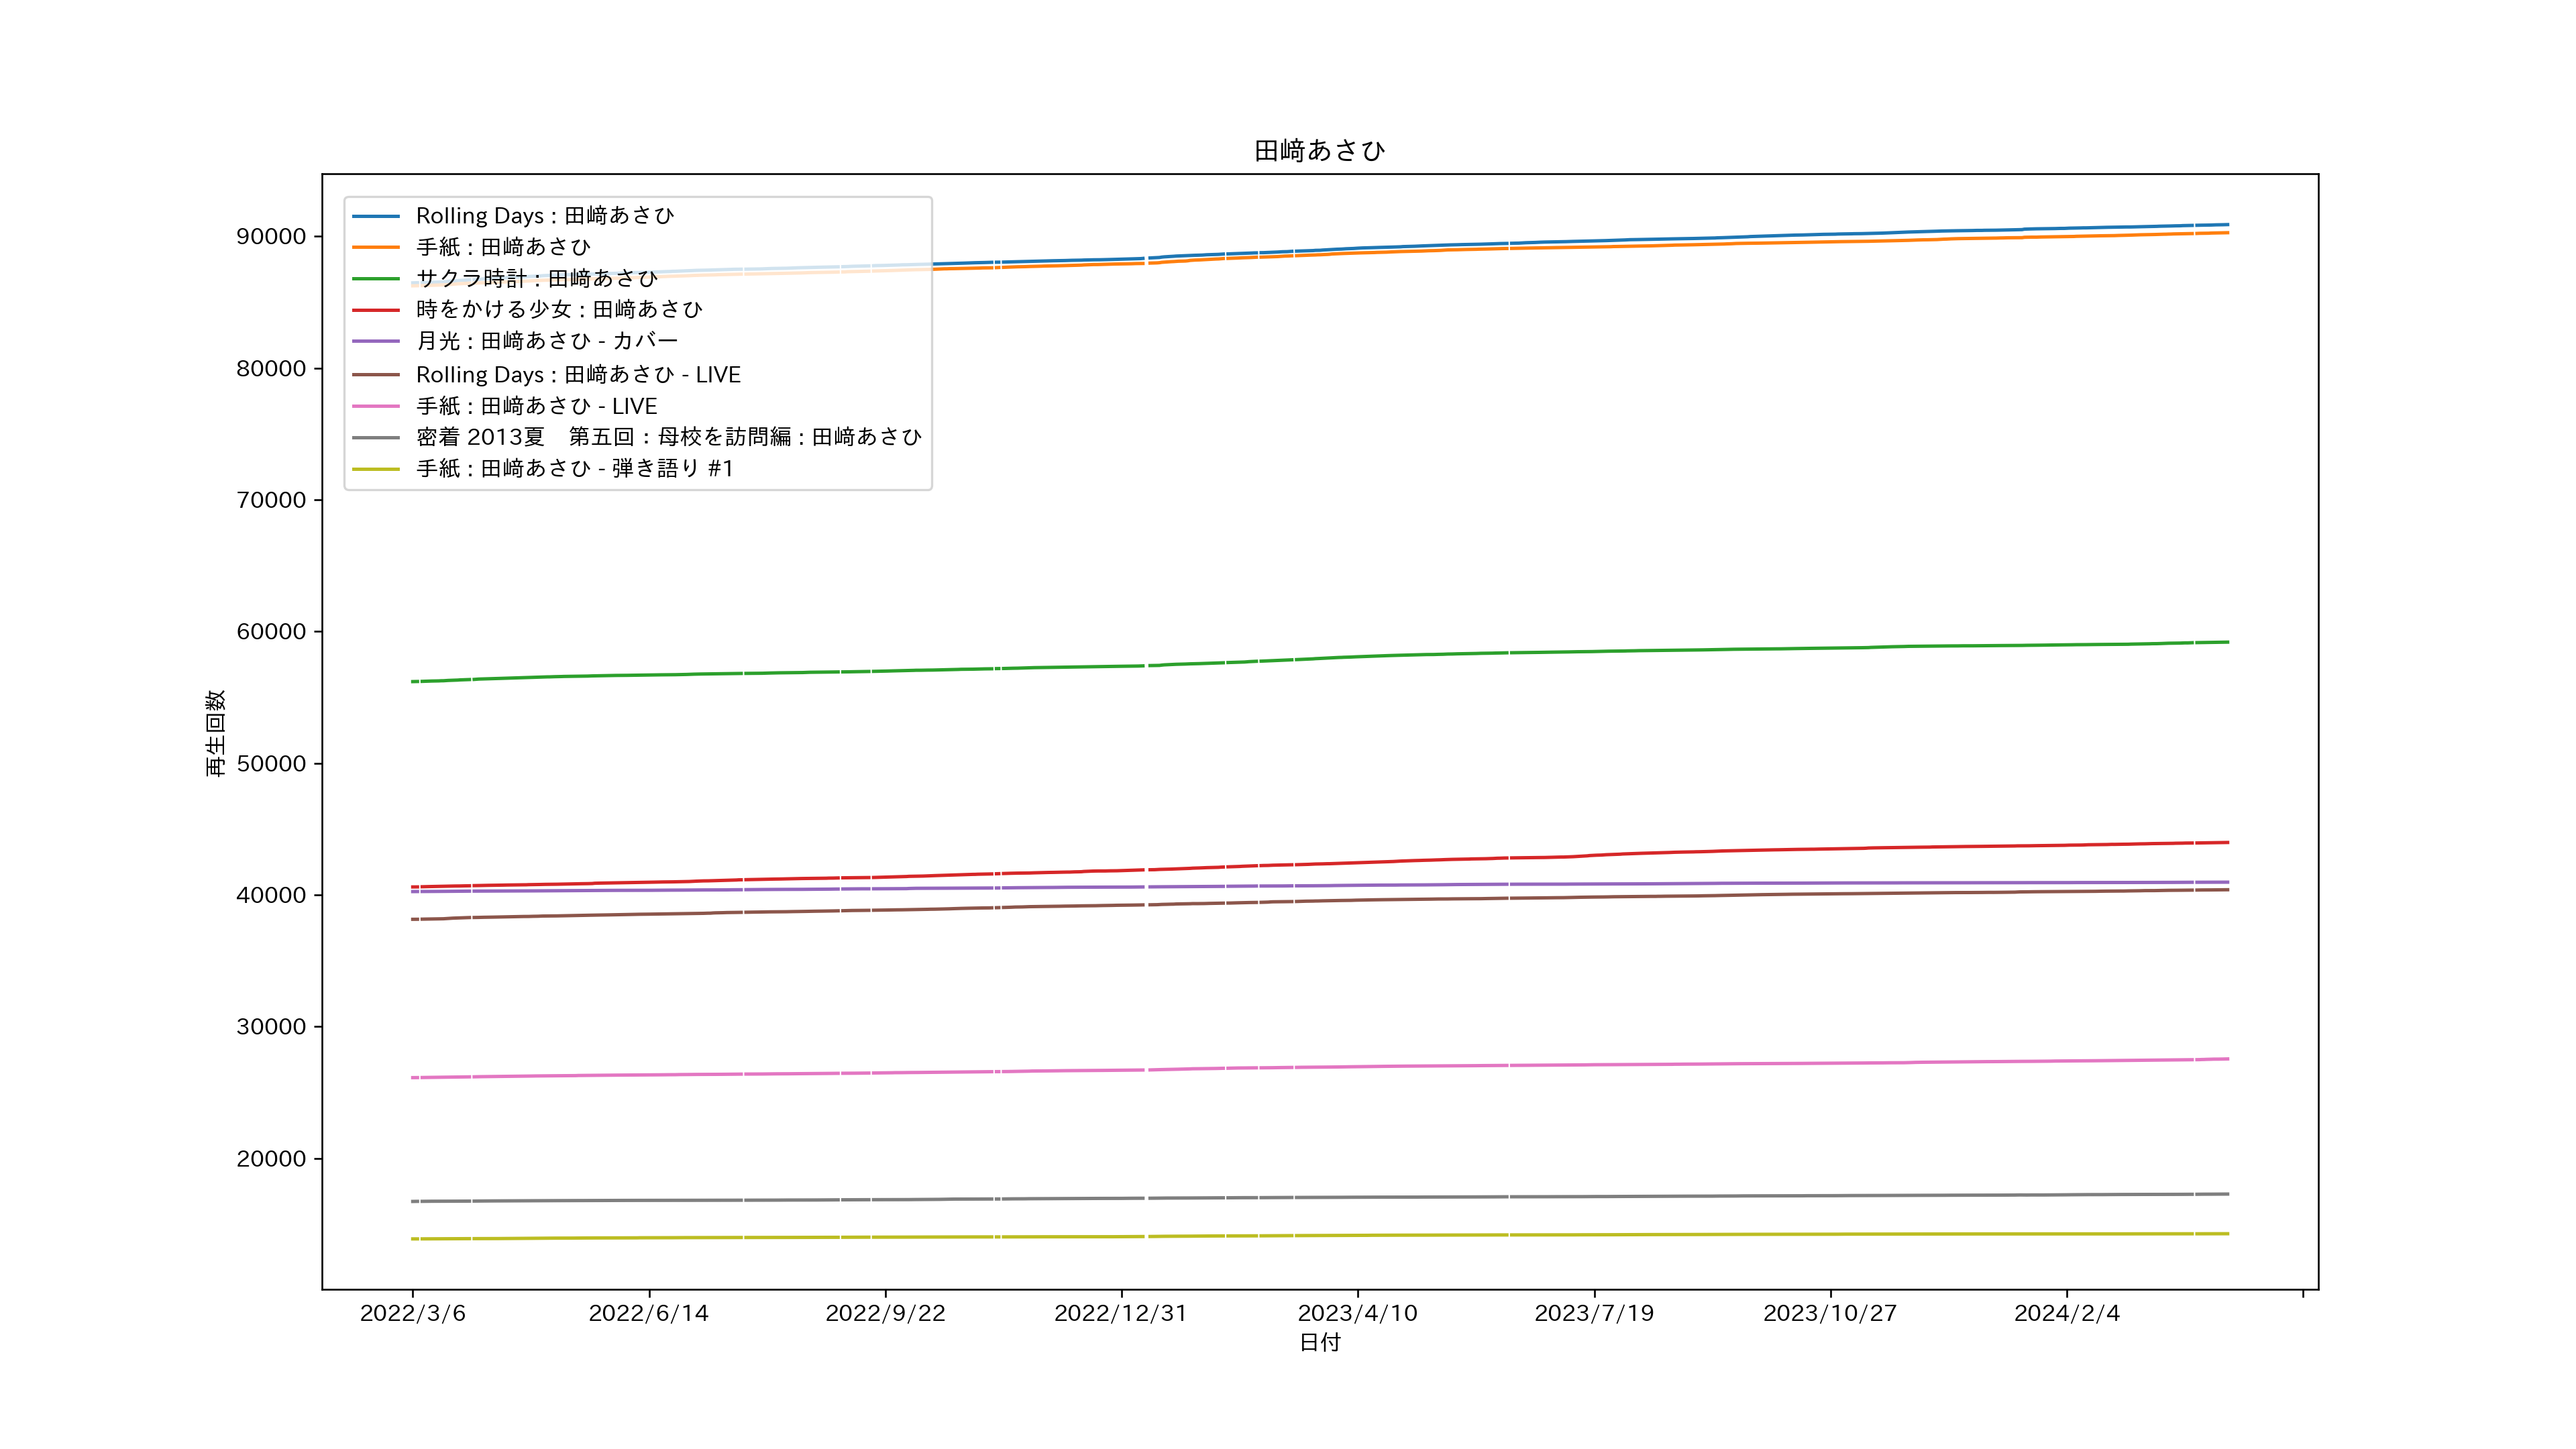 田﨑あさひ
Rolling Days : 田﨑あさひ
手紙 : 田﨑あさひ
サクラ時計 : 田﨑あさひ
時をかける少女 : 田﨑あさひ
月光 : 田﨑あさひ - カバー
Rolling Days : 田﨑あさひ - LIVE
手紙 : 田﨑あさひ - LIVE
密着 2013夏　第五回：母校を訪問編 : 田﨑あさひ
手紙 : 田﨑あさひ - 弾き語り #1
再生回数
90000
80000
70000
60000
50000
40000
30000
20000
2022/3/6
2022/6/14
2022/9/22
2022/12/31
2023/4/10
2023/7/19
2023/10/27
2024/2/4
日付